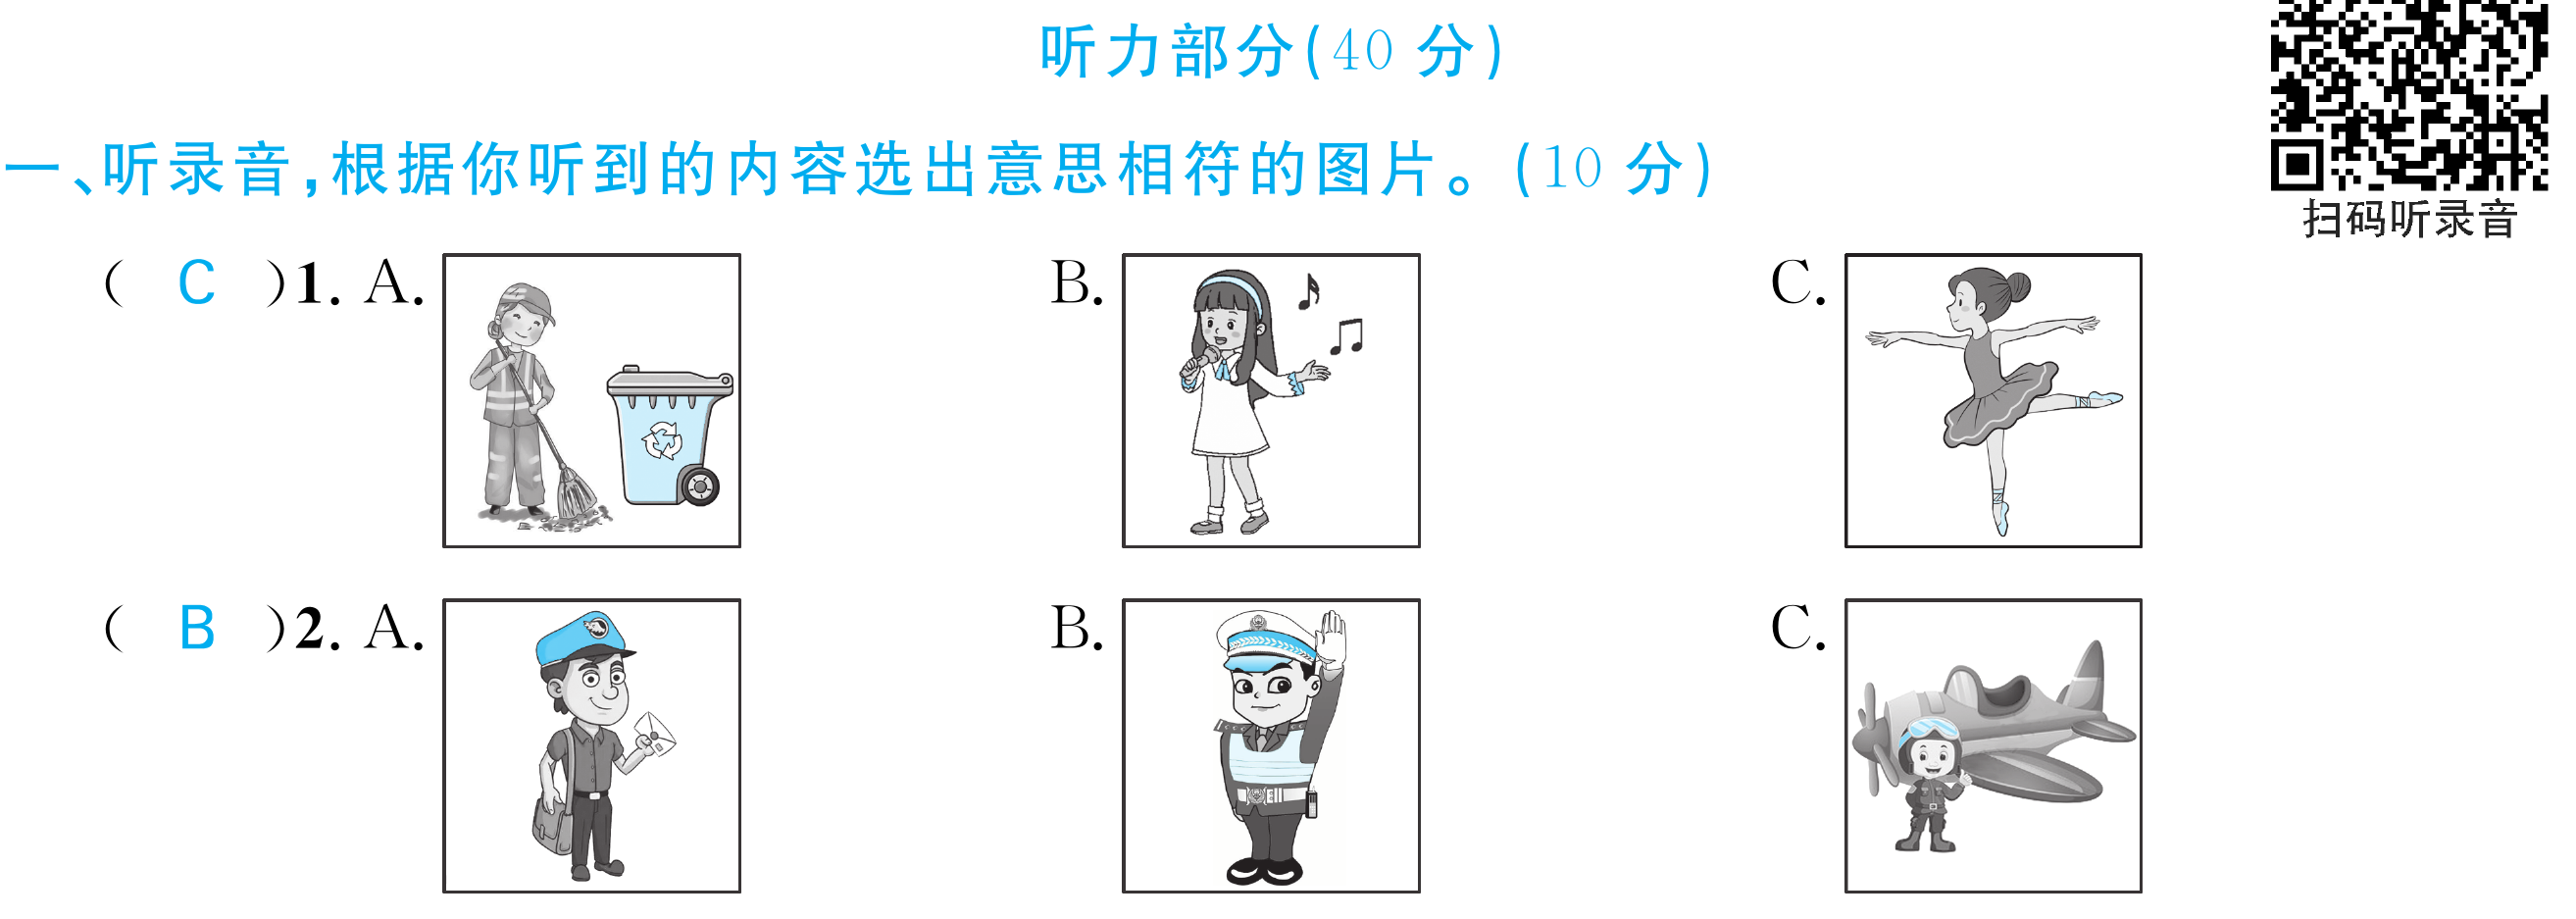 听力部分(40 分)
一、听录音,根据你听到的内容选出意思相符的图片。(10 分)
扫码听录音
( C )1. A. B. C.
( B )2. A. B. C.